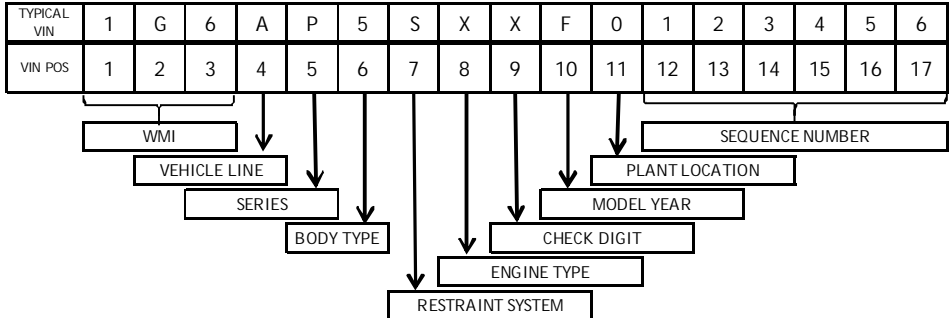 TYPICAL VIN 1 G 6 A P 5 S X X F 0 1 2 3 4 5 6
VIN POS 1 2 3 4 5 6 7 8 9 10 11 12 13 14 15 16 17
WMI SEQUENCE NUMBER
VEHICLE LINE PLANT LOCATION
SERIES MODEL YEAR
BODY TYPE CHECK DIGIT
ENGINE TYPE
RESTRAINT SYSTEM